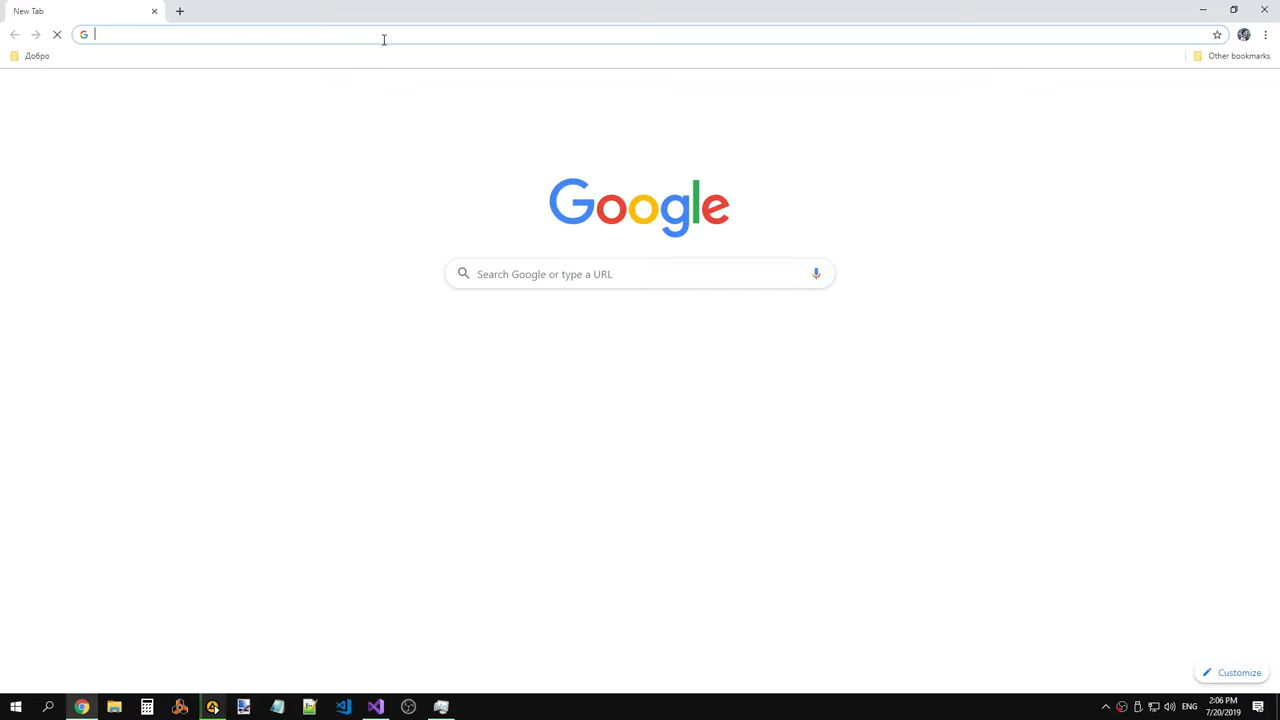 New Tab
Добро
Other bookmarks
Google
Search Google or type a URL
Customize
ENG
2:06 PM
7/20/2019